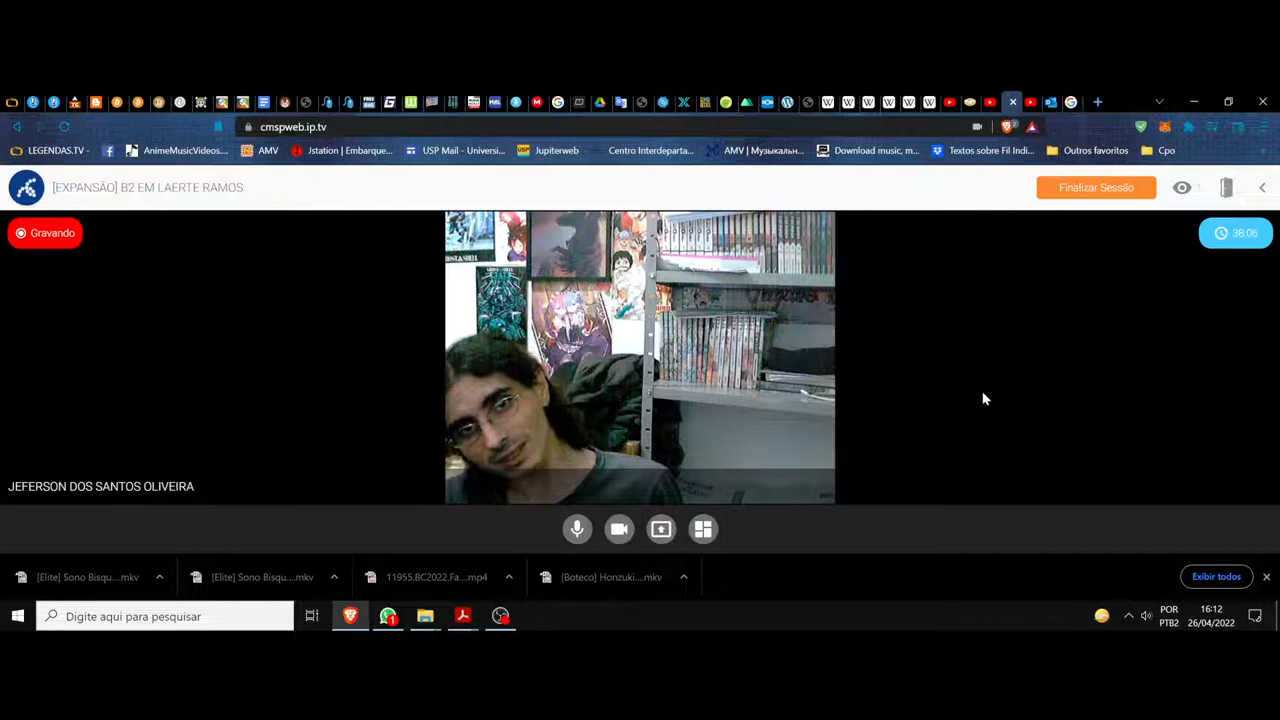 cmspweb.ip.tv
2
LEGENDAS.TV -
AnimeMusicVideos...
AMV
Jstation | Embarque...
USP Mail - Universi...
Jupiterweb
Centro Interdeparta...
AMV | Музыкальн...
Download music, m...
Textos sobre Fil Indi...
Outros favoritos
Cpo
[EXPANSÃO] B2 EM LAERTE RAMOS
Finalizar Sessão
1
Gravando
38:06
JEFERSON DOS SANTOS OLIVEIRA
[Elite] Sono Bisqu....mkv
[Elite] Sono Bisqu....mkv
11955.BC2022.Fa....mp4
[Boteco] Honzuki....mkv
Exibir todos
Digite aqui para pesquisar
1
POR
PTB2
16:12
26/04/2022